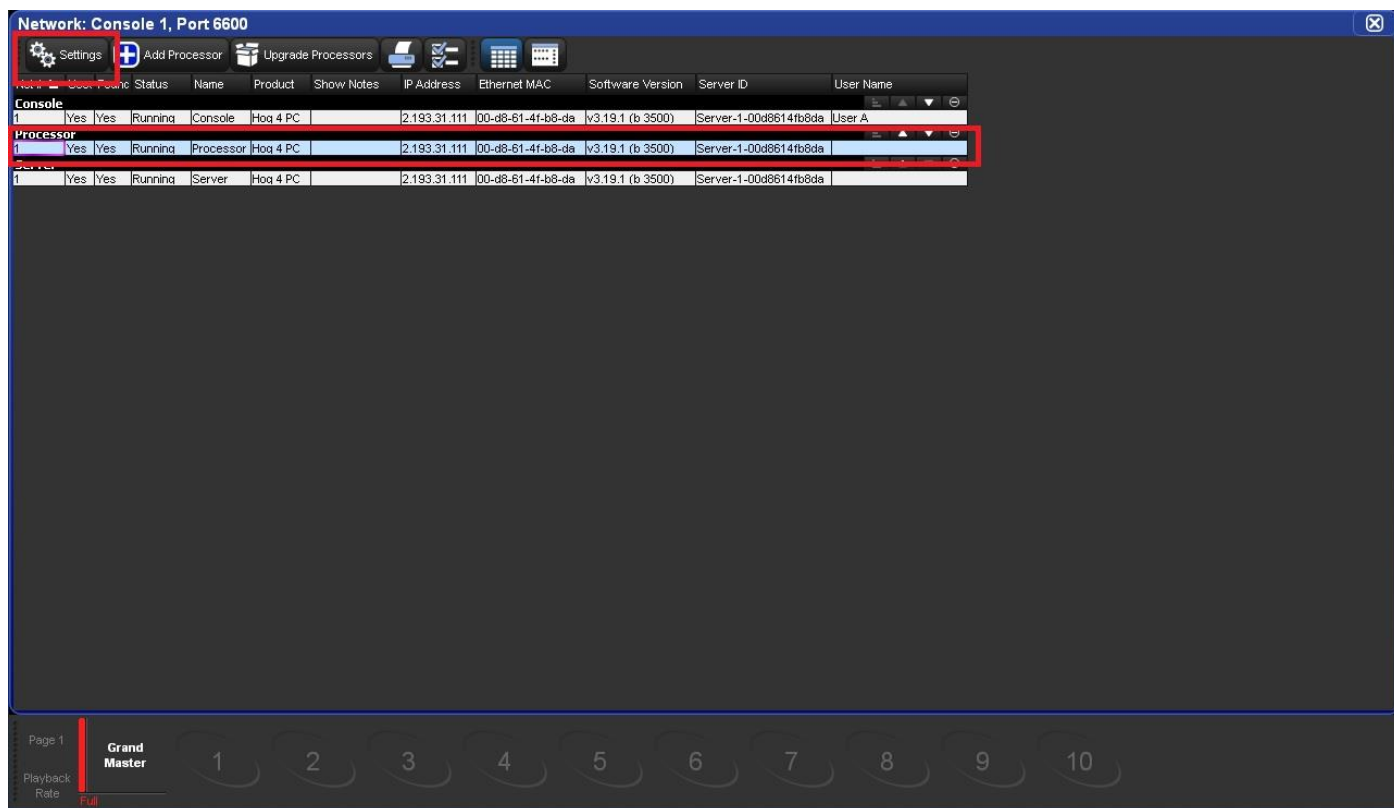 Network: Console 1, Port 6600
Settings Add Processor Upgrade Processors
Status Name Product Show Notes IP Address Ethernet MAC Software Version Server ID User Name
Console
1 Yes Yes Running Console Hog 4 PC 2.193.31.111 00-d8-61-4f-b8-da v3.19.1 (b 3500) Server-1-00d8614fb8da User A
Processor
1 Yes Yes Running Processor Hog 4 PC 2.193.31.111 00-d8-61-4f-b8-da v3.19.1 (b 3500) Server-1-00d8614fb8da
Server
1 Yes Yes Running Server Hog 4 PC 2.193.31.111 00-d8-61-4f-b8-da v3.19.1 (b 3500) Server-1-00d8614fb8da
Page 1
Grand
Master
1 2 3 4 5 6 7 8 9 10
Playback
Rate
Full